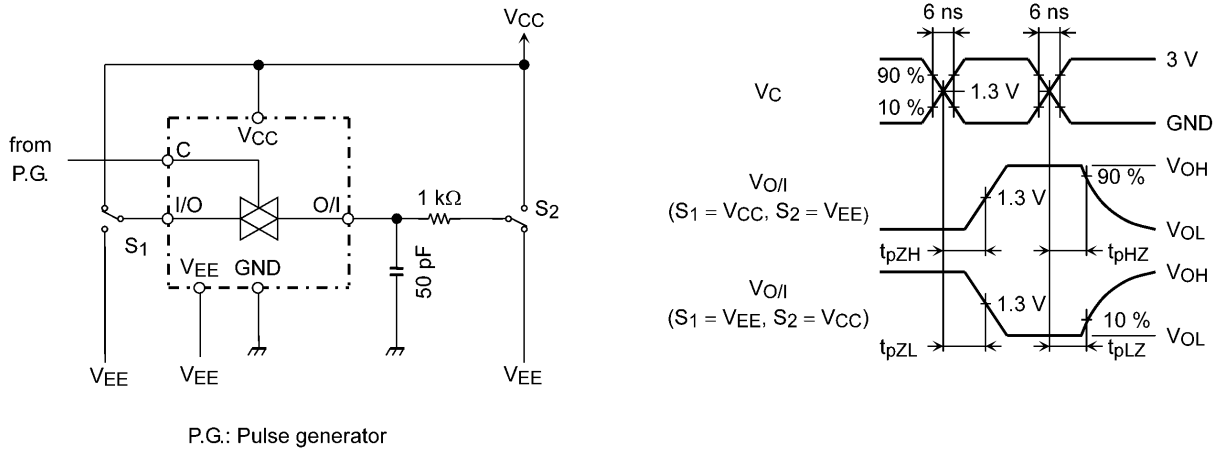 VCC
VCC
from
P.G.
C
I/O
O/I
1 kΩ
S1
S2
VEE
GND
50 pF
VEE
VEE
VEE
P.G.: Pulse generator
6 ns
6 ns
VC
90 %
10 %
1.3 V
3 V
GND
VO/I
(S1 = VCC, S2 = VEE)
1.3 V
90 %
VOH
VOL
tpZH
tpHZ
VO/I
(S1 = VEE, S2 = VCC)
1.3 V
10 %
VOH
VOL
tpZL
tpLZ